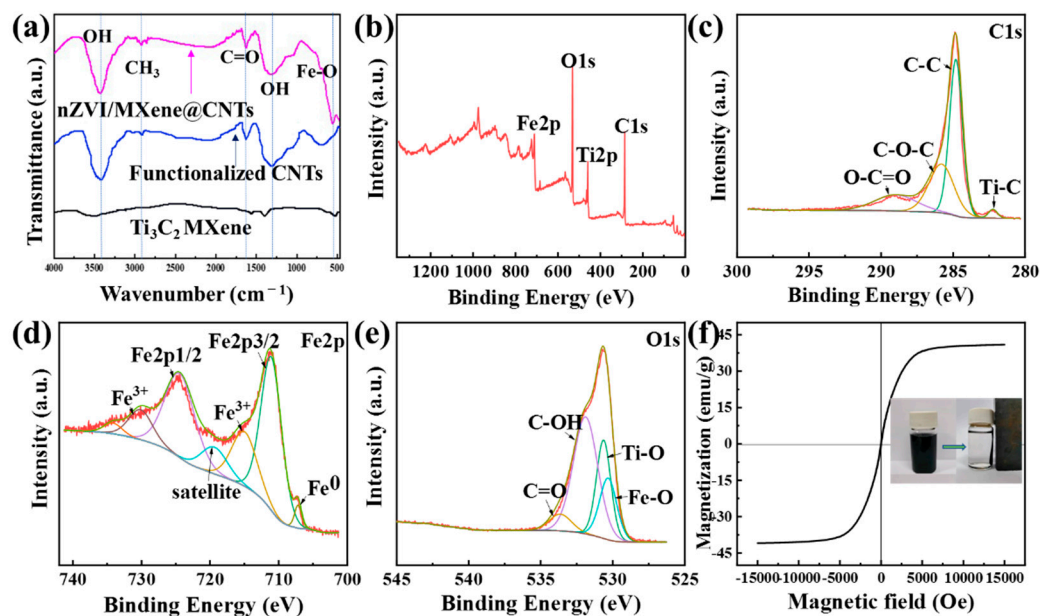 (a)
OH
CH₃
C=O
OH
Fe-O
nZVI/MXene@CNTs
Functionalized CNTs
Ti₃C₂ MXene
Transmittance (a.u.)
4000 3500 3000 2500 2000 1500 1000 500
Wavenumber (cm⁻¹)
(b)
O1s
Fe2p
C1s
Ti2p
Intensity (a.u.)
1200 1000 800 600 400 200 0
Binding Energy (eV)
(c)
C1s
C-C
C-O-C
O-C=O
Ti-C
Intensity (a.u.)
299 293 289 285 284 280
Binding Energy (eV)
(d)
Fe2p3/2
Fe2p
Fe2p1/2
Fe³⁺
Fe³⁺
satellite
Fe⁰
Intensity (a.u.)
740 730 720 710 700
Binding Energy (eV)
(e)
O1s
C-OH
Ti-O
C=O
Fe-O
Intensity (a.u.)
545 540 535 530 525
Binding Energy (eV)
(f)
45
30
15
0
-15
-30
-45
Magnetization (emu/g)
-15000 -10000 -5000 0 5000 10000 15000
Magnetic field (Oe)